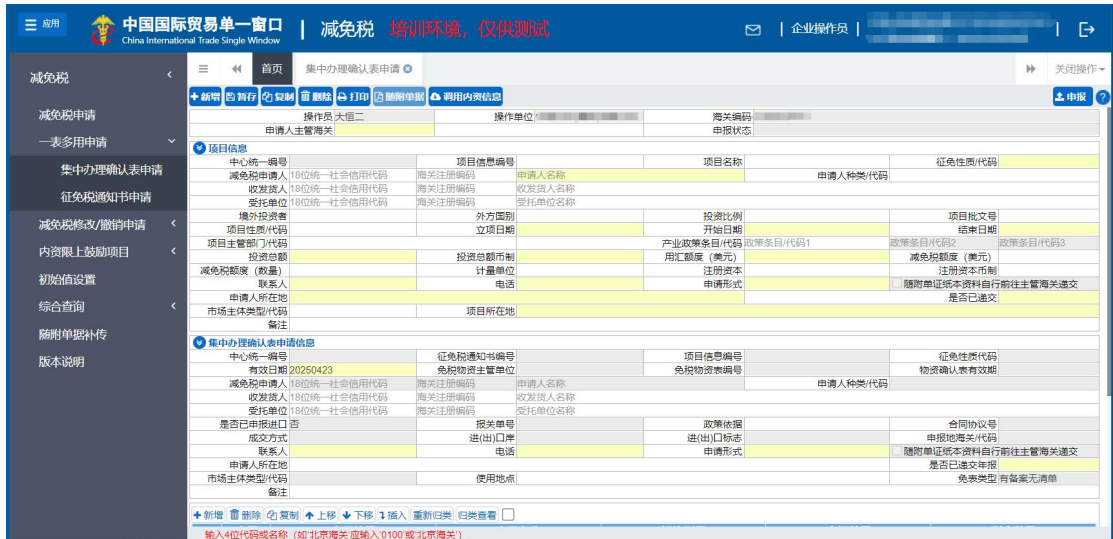 应用
中国国际贸易单一窗口 | 减免税 培训环境，仅供测试
China International Trade Single Window
企业操作员
减免税
减免税申请
一表多用申请
集中办理确认表申请
征免税通知书申请
减免税修改/撤销申请
内资限上鼓励项目
初始值设置
综合查询
随附单据补传
版本说明
首页 集中办理确认表申请 关闭操作
新增 暂存 复制 删除 打印 随附单据 调用内资信息 申报
操作员 大恒二 操作单位 海关编码
申请人主管海关 申报状态
项目信息
中心统一编号 项目信息编号 项目名称 征免性质/代码
减免税申请人 18位统一社会信用代码 海关注册编码 申请人名称 申请人种类/代码
收发货人 18位统一社会信用代码 海关注册编码 收发货人名称
受托单位 18位统一社会信用代码 海关注册编码 受托单位名称
境外投资者 外方国别 投资比例 项目批文号
项目性质/代码 立项日期 开始日期 结束日期
项目主管部门/代码 产业政策条目/代码 政策条目/代码1 政策条目/代码2 政策条目/代码3
投资总额 投资总额币制 用汇额度（美元） 减免税额度（美元）
减免税额度（数量） 计量单位 注册资本 注册资本币制
联系人 电话 申请形式 随附单证纸本资料自行前往主管海关递交
申请人所在地 是否已递交
市场主体类型/代码 项目所在地
备注
集中办理确认表申请信息
中心统一编号 征免税通知书编号 项目信息编号 征免性质代码
有效日期 20250423 免税物资主管单位 免税物资表编号 物资确认表有效期
减免税申请人 18位统一社会信用代码 海关注册编码 申请人名称 申请人种类/代码
收发货人 18位统一社会信用代码 海关注册编码 收发货人名称
受托单位 18位统一社会信用代码 海关注册编码 受托单位名称
是否已申报进口 否 报关单号 政策依据 合同协议号
成交方式 进(出)口岸 进(出)口标志 申报地海关/代码
联系人 电话 申请形式 随附单证纸本资料自行前往主管海关递交
申请人所在地 是否已递交年报
市场主体类型/代码 使用地点 免表类型 有备案无清单
备注
新增 删除 复制 上移 下移 插入 重新归类 归类查看
输入4位代码或名称（如'北京海关'应输入'0100'或'北京海关'）